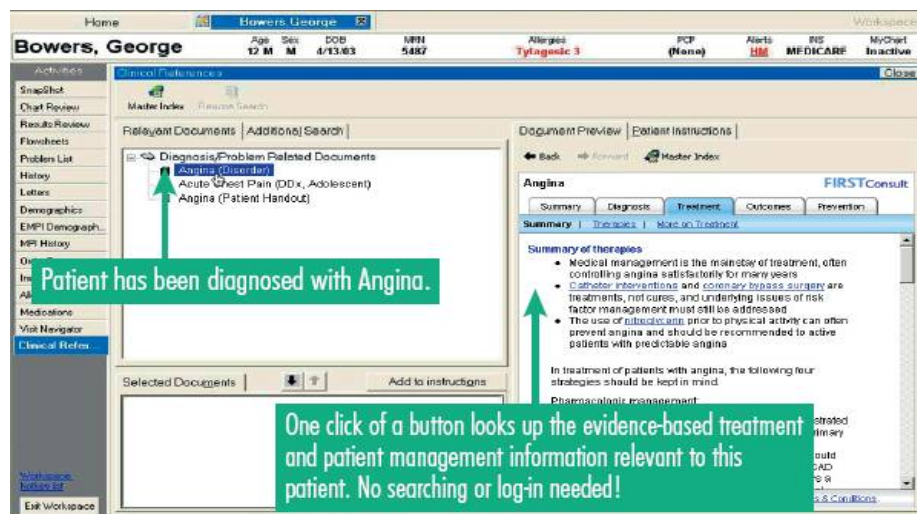 Home
Bowers George
Workspace
Bowers, George
Age Sex DOB MRN Allergies PCP Alerts INS MyChart
12 M M 4/13/03 5487 Tylagesic 3 (None) HM MEDICARE Inactive
Activities
Clinical References
Close
SnapShot
Chart Review
Results Review
Flowsheets
Problem List
History
Letters
Demographics
EMPI Demograph...
MPI History
Medications
Visit Navigator
Clinical Refer...
Workspace
Exit Workspace
Master Index
Resume Search
Relevant Documents
Additional Search
Diagnosis/Problem Related Documents
Angina (Disorder)
Acute Chest Pain (DDx, Adolescent)
Angina (Patient Handout)
Patient has been diagnosed with Angina.
Selected Documents
Add to instructions
Document Preview
Patient Instructions
Back
Forward
Master Index
Angina
FIRSTConsult
Summary Diagnosis Treatment Outcomes Prevention
Summary | Therapies | More on Treatment
Summary of therapies
• Medical management is the mainstay of treatment, often
controlling angina satisfactorily for many years
• Catheter interventions and coronary bypass surgery are
treatments, not cures, and underlying issues of risk
factor management must still be addressed
• The use of nitroglycerin prior to physical activity can often
prevent angina and should be recommended to active
patients with predictable angina
In treatment of patients with angina, the following four
strategies should be kept in mind.
Pharmacologic management:
One click of a button looks up the evidence-based treatment
and patient management information relevant to this
patient. No searching or log-in needed!
& Conditions.